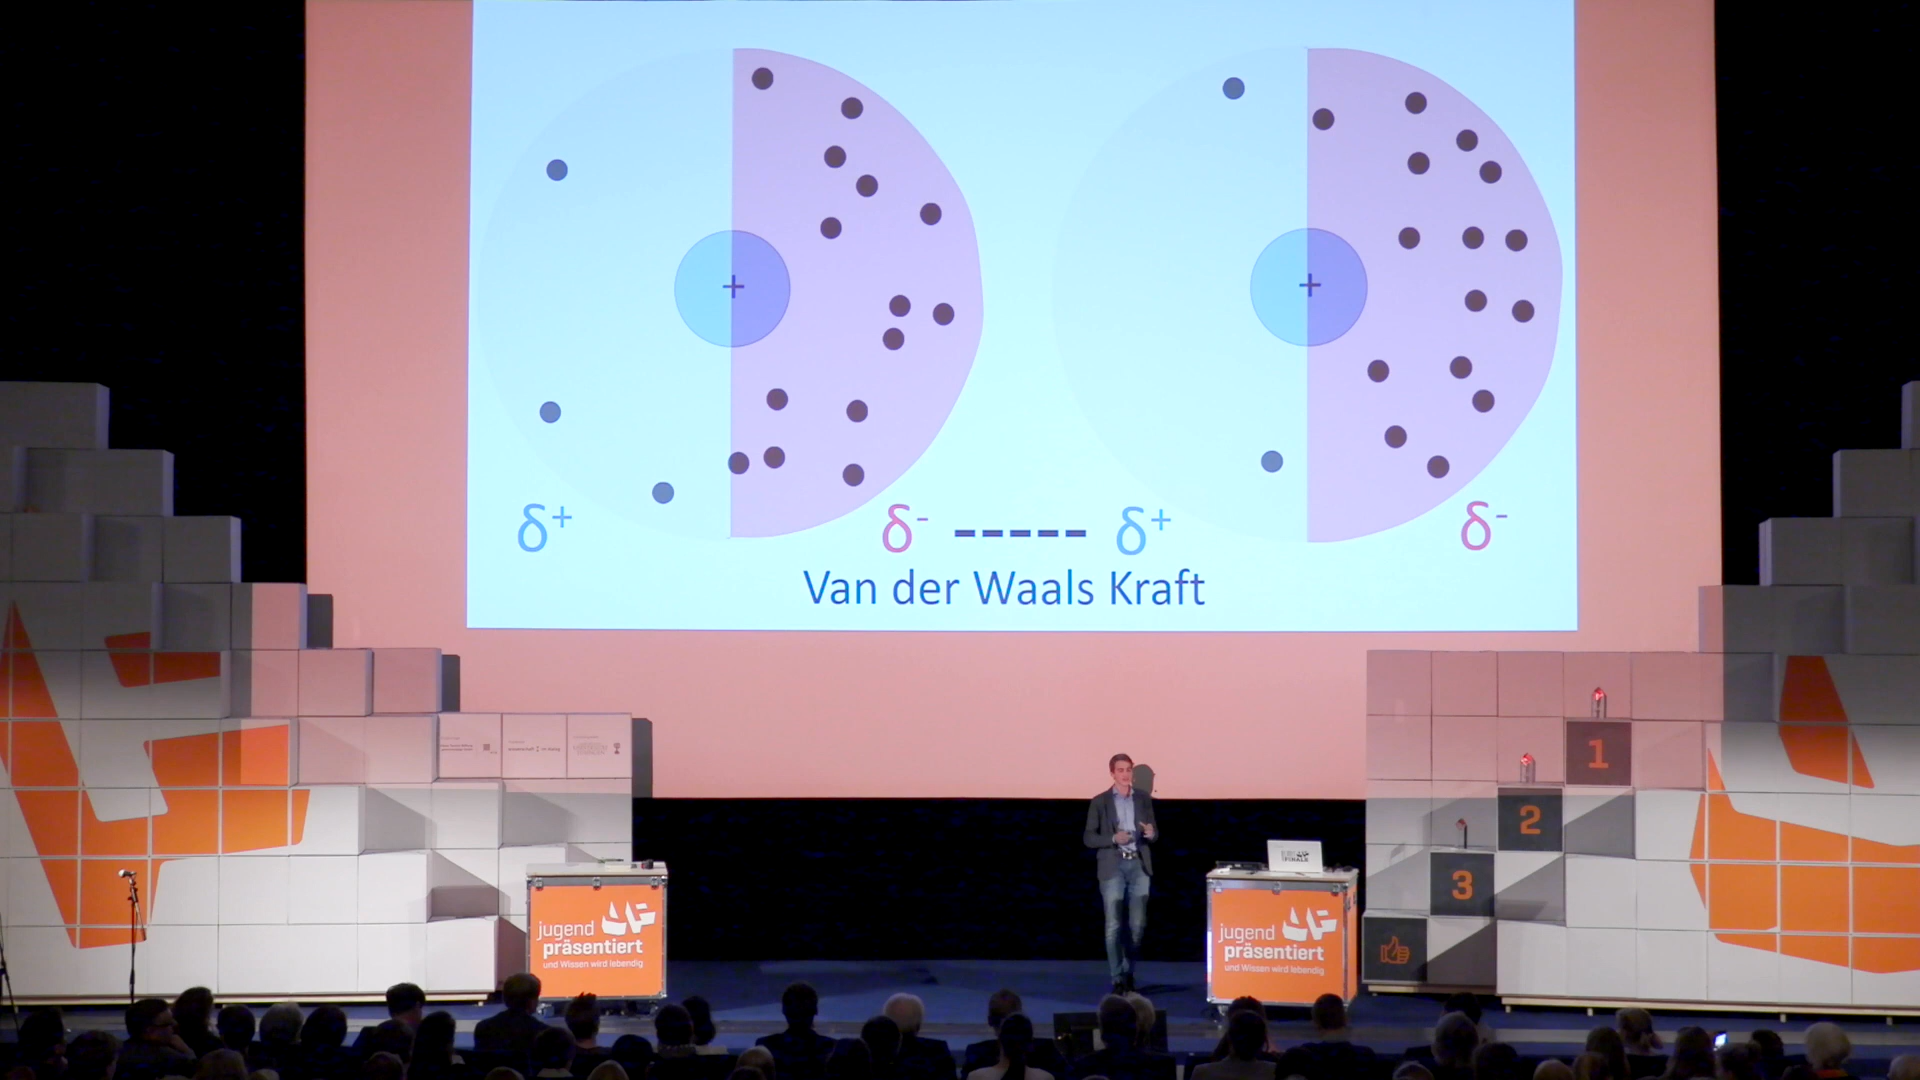 +
+
δ+
δ- ----- δ+
δ-
Van der Waals Kraft
1
2
3
jugend
präsentiert
und Wissen wird lebendig
jugend
präsentiert
und Wissen wird lebendig
FINALE